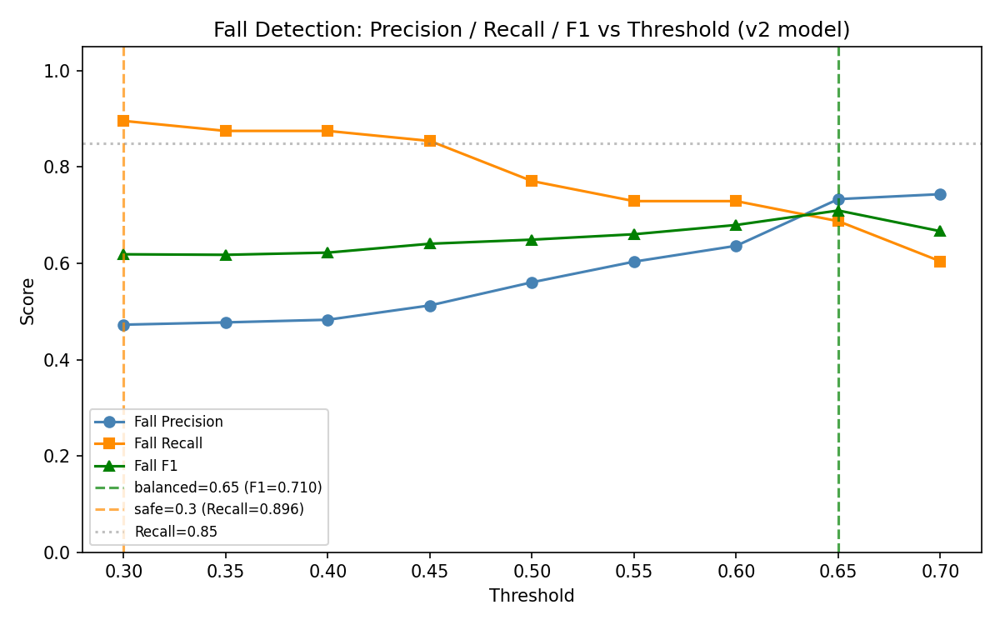 Fall Detection: Precision / Recall / F1 vs Threshold (v2 model)
Score
1.0
0.8
0.6
0.4
0.2
0.0
Fall Precision
Fall Recall
Fall F1
balanced=0.65 (F1=0.710)
safe=0.3 (Recall=0.896)
Recall=0.85
0.30 0.35 0.40 0.45 0.50 0.55 0.60 0.65 0.70
Threshold